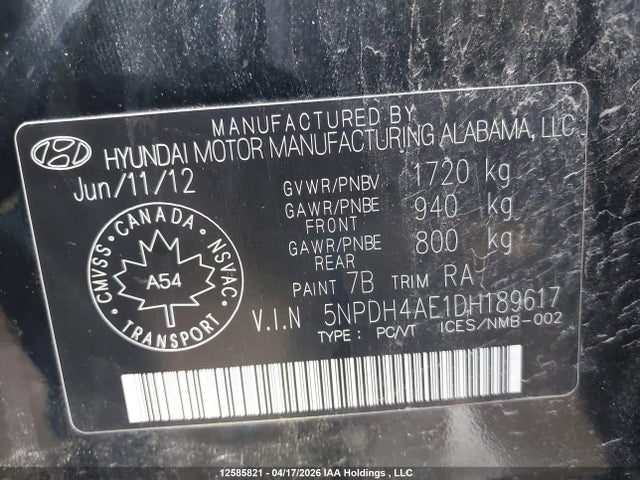 MANUFACTURED BY
HYUNDAI MOTOR MANUFACTURING ALABAMA, LLC
Jun/11/12
GVWR/PNBV 1720 kg
GAWR/PNBE FRONT 940 kg
GAWR/PNBE REAR 800 kg
PAINT 7B TRIM RA
CANADA
CMVSS · NSVAC
A54
TRANSPORT
V.I.N 5NPDH4AE1DH189617
TYPE : PC/VT ICES/NMB-002
12585821 - 04/17/2026 IAA Holdings , LLC